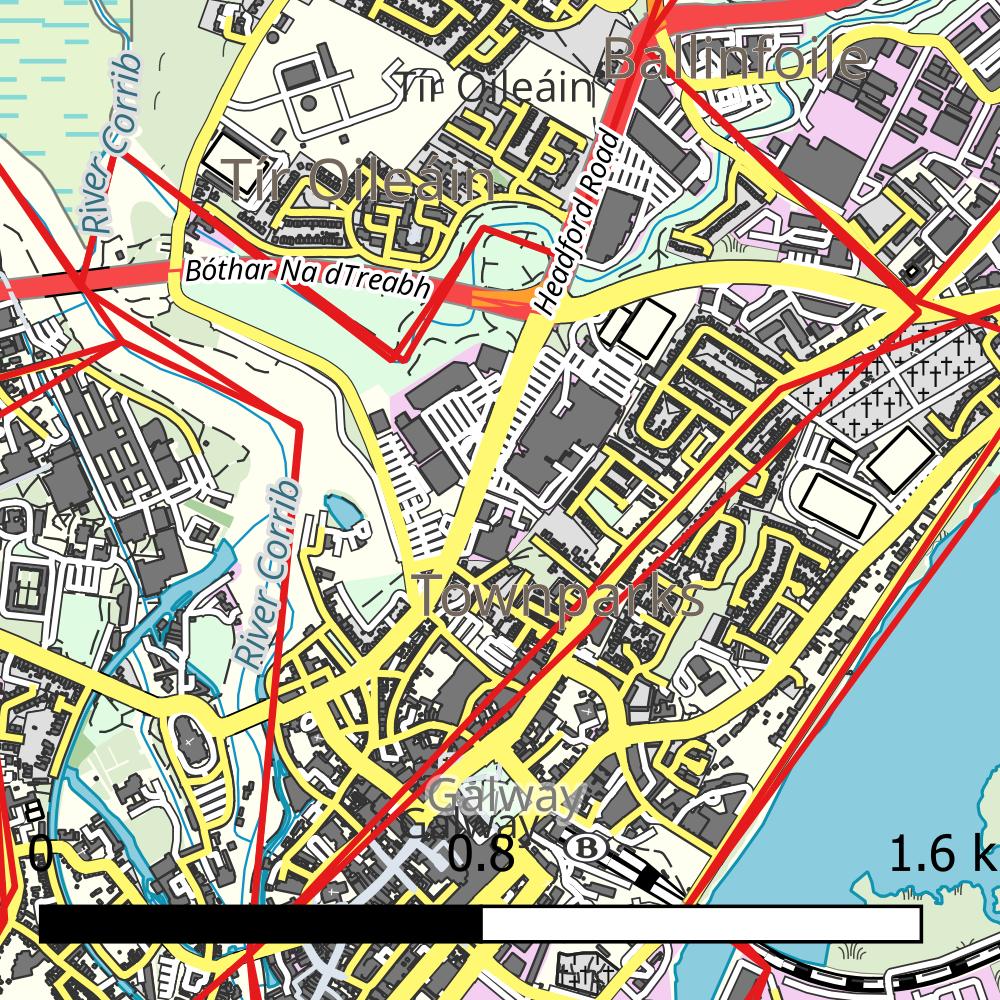 Ballinfoile
Tír Oileáin
River Corrib
Tír Oileáin
Headford Road
Bóthar Na dTreabh
River Corrib
Townparks
Galway
Galway
B
0
0.8
1.6 k